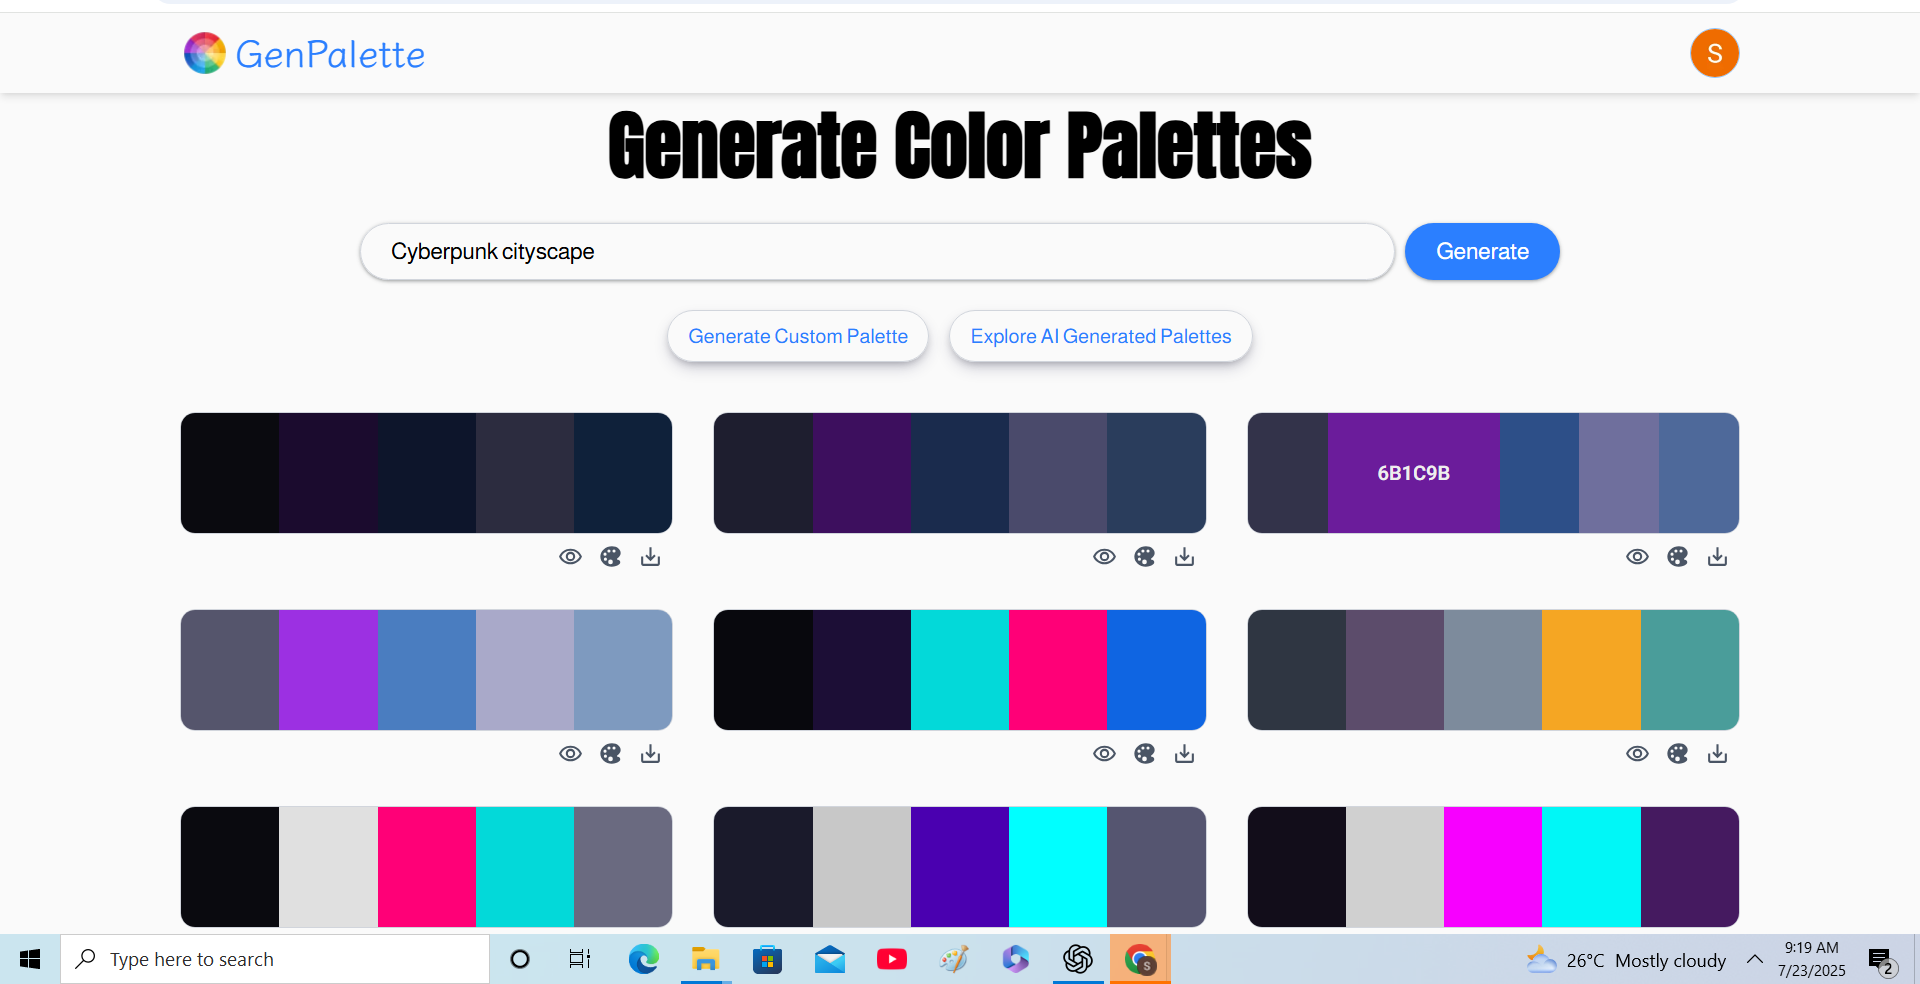 GenPalette
S
Generate Color Palettes
Cyberpunk cityscape
Generate
Generate Custom Palette
Explore AI Generated Palettes
6B1C9B
Type here to search
S
26°C Mostly cloudy
9:19 AM
7/23/2025
2